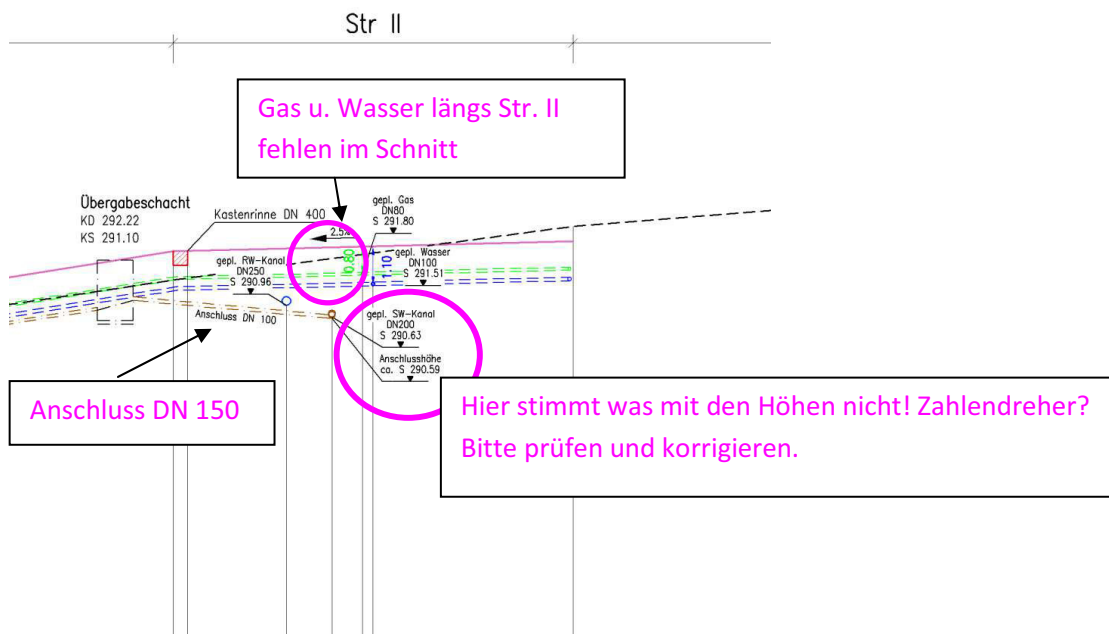 Str II
Gas u. Wasser längs Str. II
fehlen im Schnitt
Übergabeschacht
KD 292.22
KS 291.10
Kastenrinne DN 400
2.5%
gepl. Gas
DN80
S 291.80
0.80
1.10
gepl. RW-Kanal
DN250
S 290.96
gepl. Wasser
DN100
S 291.51
Anschluss DN 100
gepl. SW-Kanal
DN200
S 290.63
Anschlusshöhe
ca. S 290.59
Anschluss DN 150
Hier stimmt was mit den Höhen nicht! Zahlendreher?
Bitte prüfen und korrigieren.